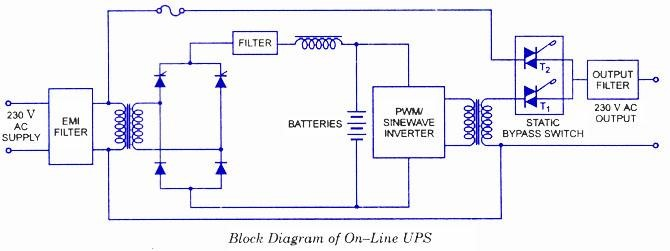 230 V
AC
SUPPLY
EMI
FILTER
FILTER
BATTERIES
PWM/
SINEWAVE
INVERTER
T2
T1
STATIC
BYPASS SWITCH
OUTPUT
FILTER
230 V AC
OUTPUT
Block Diagram of On–Line UPS